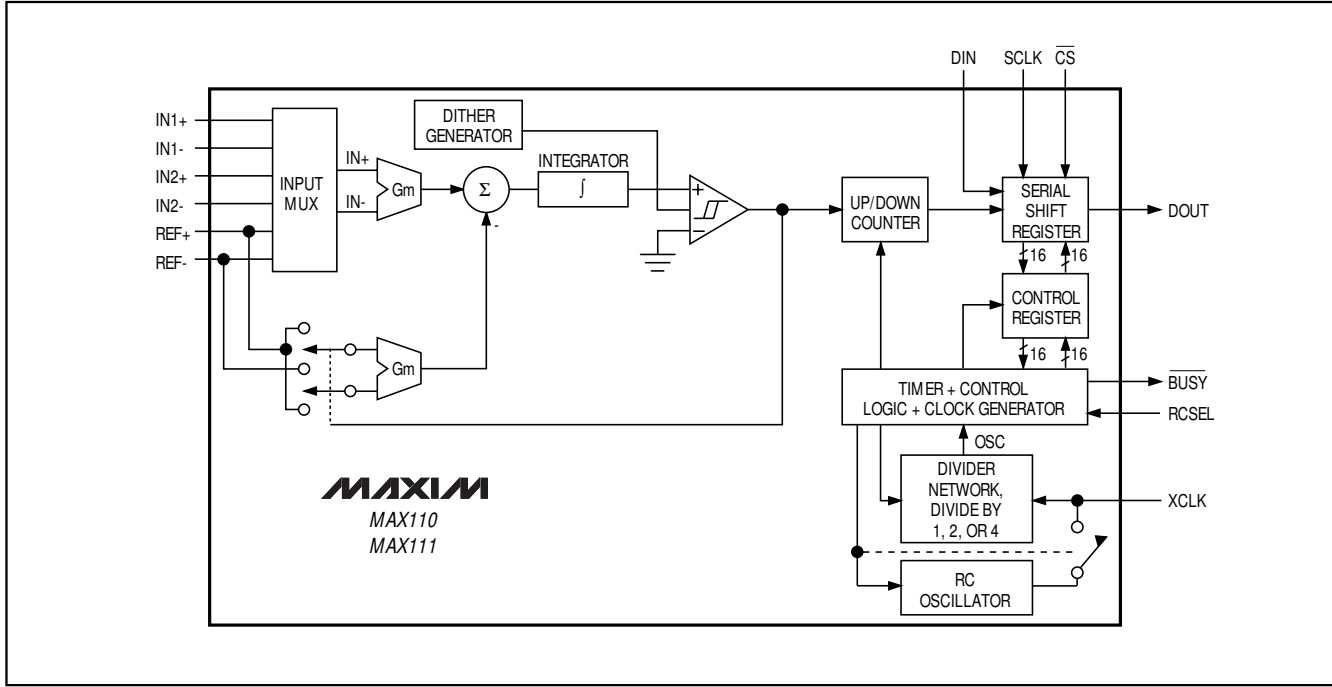 DIN
SCLK
CS
IN1+
IN1-
IN2+
IN2-
REF+
REF-
INPUT
MUX
IN+
IN-
Gm
DITHER
GENERATOR
Σ
-
INTEGRATOR
∫
+
−
UP/DOWN
COUNTER
SERIAL
SHIFT
REGISTER
DOUT
16
16
CONTROL
REGISTER
16
16
Gm
TIMER + CONTROL
LOGIC + CLOCK GENERATOR
BUSY
RCSEL
OSC
DIVIDER
NETWORK,
DIVIDE BY
1, 2, OR 4
XCLK
RC
OSCILLATOR
MAXIM
MAX110
MAX111